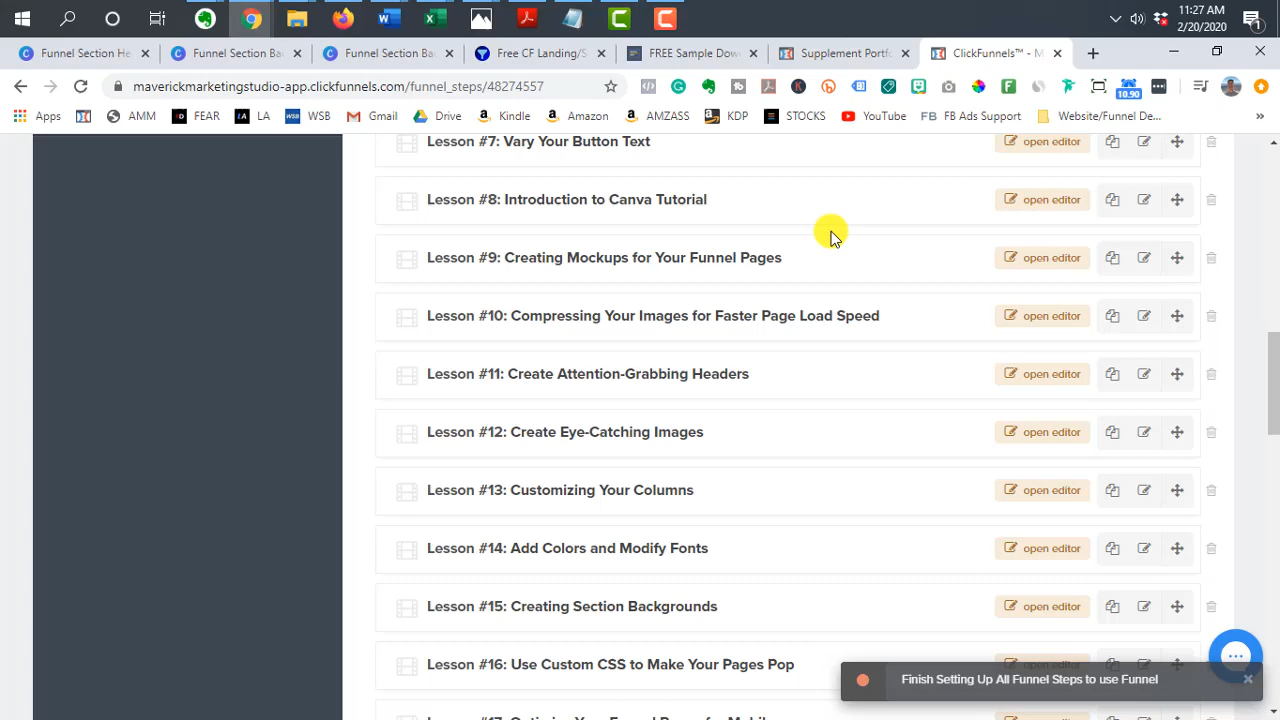 11:27 AM
2/20/2020
1
Funnel Section He
Funnel Section Ba
Funnel Section Ba
Free CF Landing/S
FREE Sample Dow
Supplement Portfo
ClickFunnels™ - M
maverickmarketingstudio-app.clickfunnels.com/funnel_steps/48274557
10.90
Apps
AMM
FEAR
LA
WSB
Gmail
Drive
Kindle
Amazon
AMZASS
KDP
STOCKS
YouTube
FB Ads Support
Website/Funnel De...
Lesson #7: Vary Your Button Text
open editor
Lesson #8: Introduction to Canva Tutorial
open editor
Lesson #9: Creating Mockups for Your Funnel Pages
open editor
Lesson #10: Compressing Your Images for Faster Page Load Speed
open editor
Lesson #11: Create Attention-Grabbing Headers
open editor
Lesson #12: Create Eye-Catching Images
open editor
Lesson #13: Customizing Your Columns
open editor
Lesson #14: Add Colors and Modify Fonts
open editor
Lesson #15: Creating Section Backgrounds
open editor
Lesson #16: Use Custom CSS to Make Your Pages Pop
Finish Setting Up All Funnel Steps to use Funnel